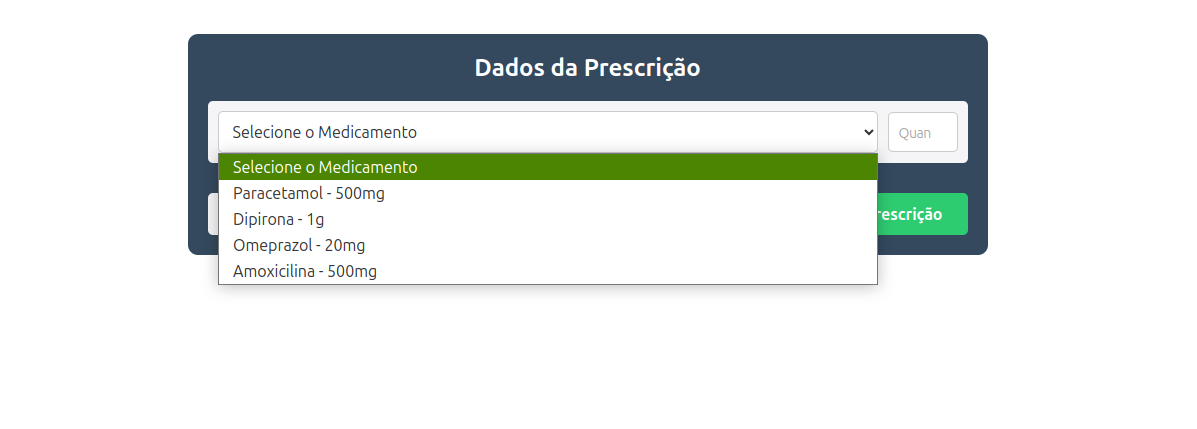 Dados da Prescrição
Selecione o Medicamento
Quan
Selecione o Medicamento
Paracetamol - 500mg
Dipirona - 1g
Omeprazol - 20mg
Amoxicilina - 500mg
rescrição